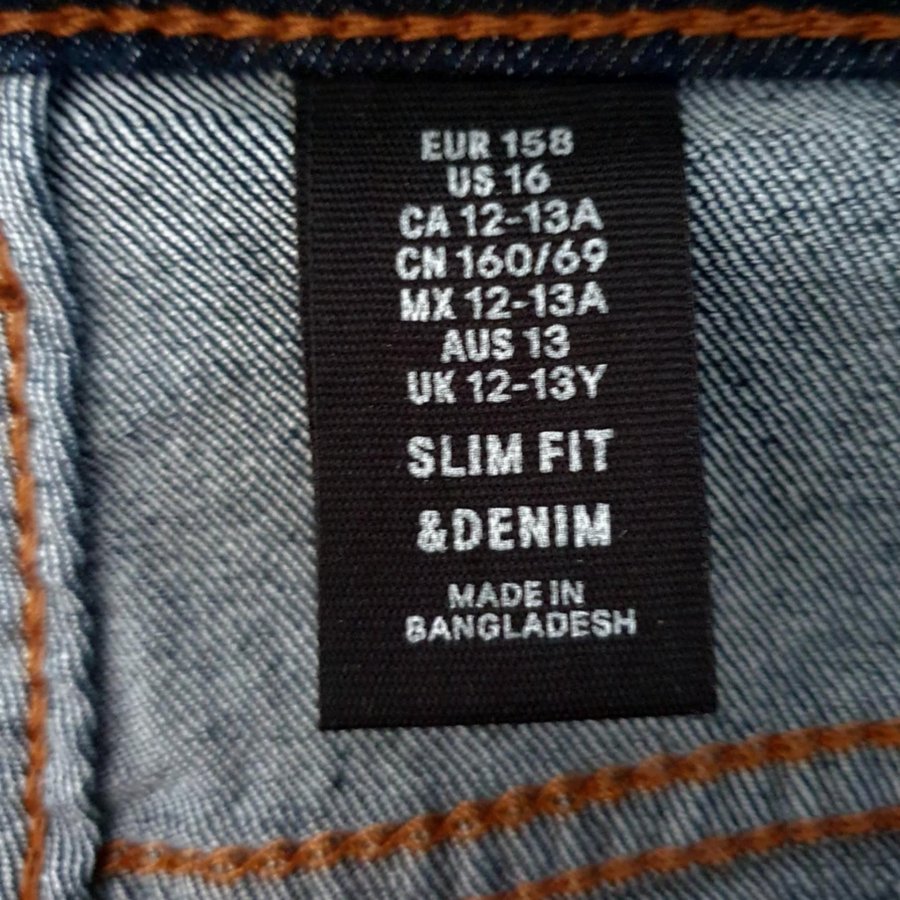 EUR 158
US 16
CA 12-13A
CN 160/69
MX 12-13A
AUS 13
UK 12-13Y
SLIM FIT
&DENIM
MADE IN
BANGLADESH